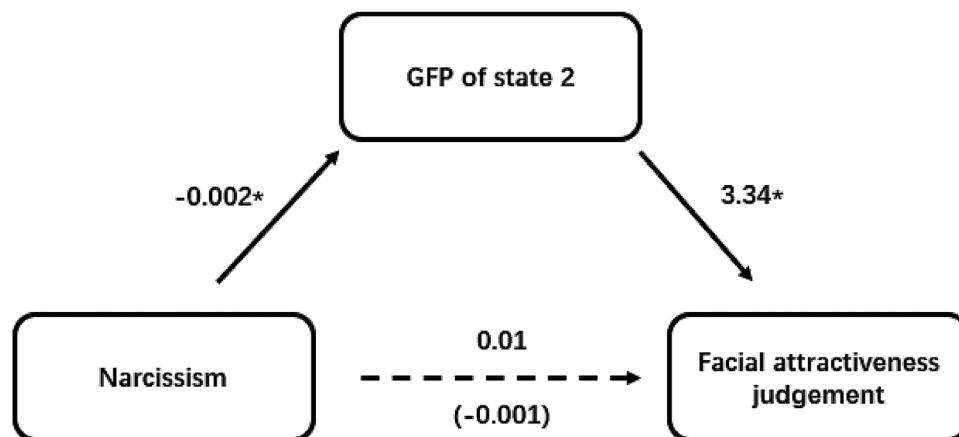 GFP of state 2
-0.002*
3.34*
Narcissism
0.01
(-0.001)
Facial attractiveness
judgement